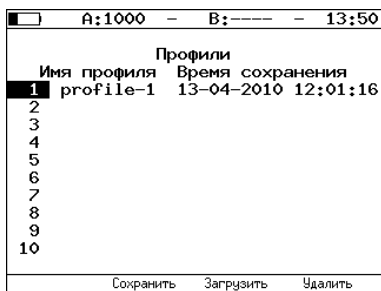 A:1000 – B:---- – 13:50
Профили
Имя профиля Время сохранения
1 profile-1 13-04-2010 12:01:16
2
3
4
5
6
7
8
9
10
Сохранить Загрузить Удалить